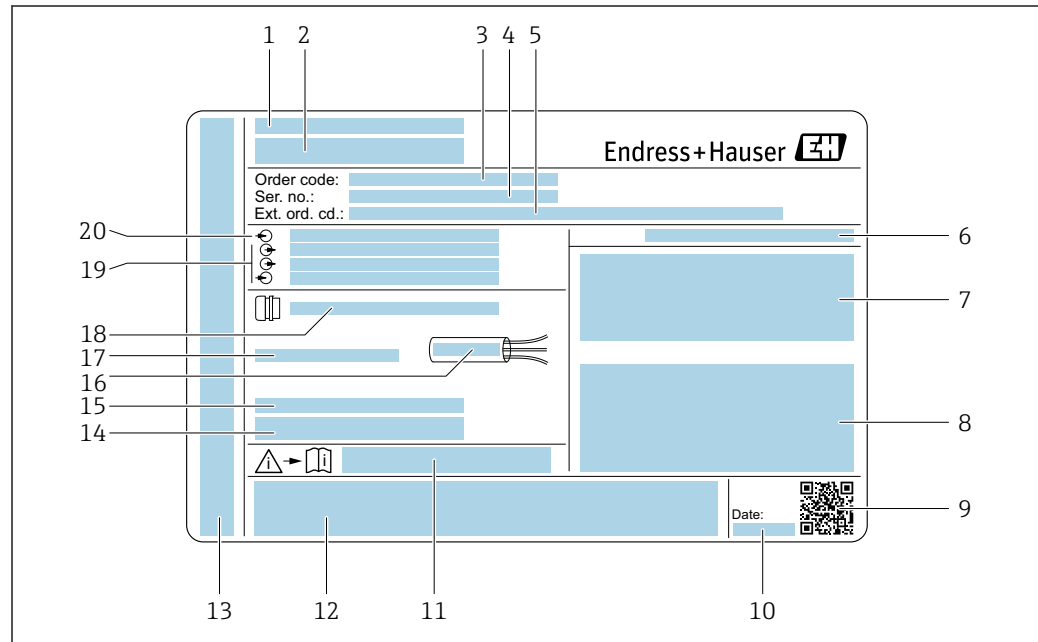 1 2 3 4 5
Endress+Hauser EH
Order code:
Ser. no.:
Ext. ord. cd.:
20
6
19
7
18
17
16
15
8
14
i i
Date:
9
13 12 11 10